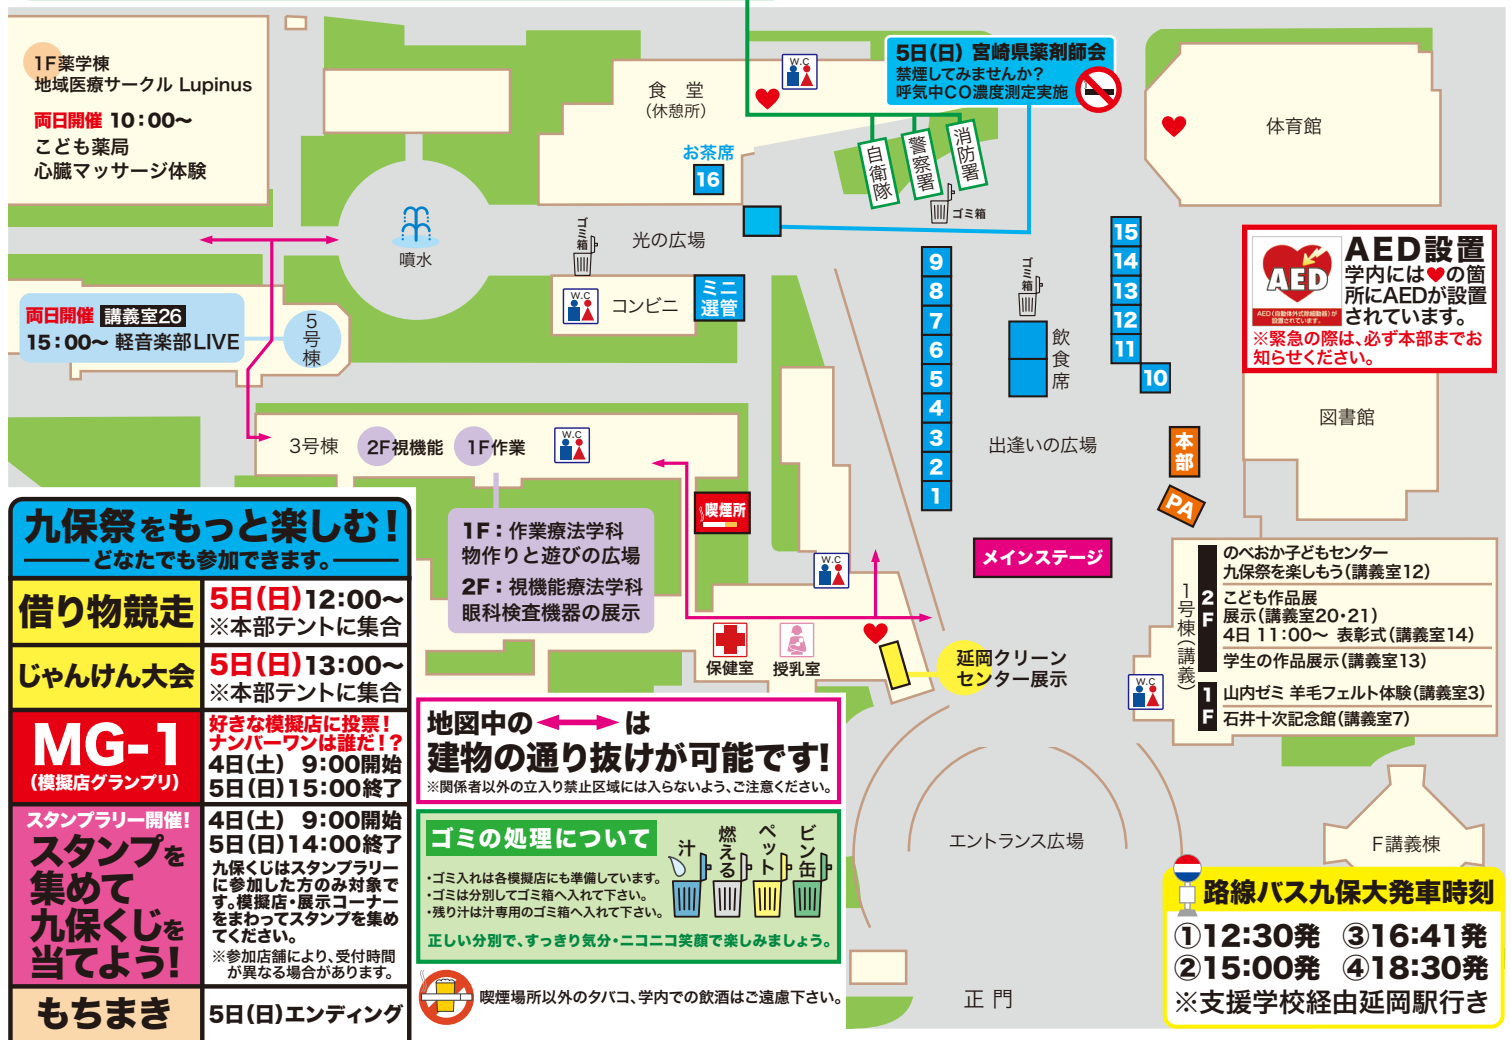 1F薬学棟
地域医療サークル Lupinus
両日開催 10：00〜
こども薬局
心臓マッサージ体験
食　堂
（休憩所）
W.C
お茶席
16
5日(日) 宮崎県薬剤師会
禁煙してみませんか？
呼気中CO濃度測定実施
自衛隊
警察署
消防署
ゴミ箱
体育館
噴水
ゴミ箱
光の広場
W.C
コンビニ
ミニ
選管
両日開催 講義室26
15：00〜 軽音楽部LIVE
5号棟
9
8
7
6
5
4
3
2
1
ゴミ箱
飲食席
15
14
13
12
11
10
AED
AED(自動体外式除細動器)が
設置されています。
AED設置
学内には♥の箇
所にAEDが設置
されています。
※緊急の際は、必ず本部までお
知らせください。
図書館
出逢いの広場
本部
PA
メインステージ
3号棟
2F視機能
1F作業
W.C
喫煙所
1F：作業療法学科
物作りと遊びの広場
2F：視機能療法学科
眼科検査機器の展示
W.C
保健室
授乳室
延岡クリーン
センター展示
1号棟(講義)
2F
のべおか子どもセンター
九保祭を楽しもう(講義室12)
こども作品展
展示(講義室20・21)
4日 11:00〜 表彰式(講義室14)
学生の作品展示(講義室13)
1F
山内ゼミ 羊毛フェルト体験(講義室3)
石井十次記念館(講義室7)
W.C
九保祭をもっと楽しむ！
どなたでも参加できます。
借り物競走
5日(日)12：00〜
※本部テントに集合
じゃんけん大会
5日(日)13：00〜
※本部テントに集合
MG-1
(模擬店グランプリ)
好きな模擬店に投票！
ナンバーワンは誰だ！？
4日(土)　9：00開始
5日(日)15：00終了
スタンプラリー開催！
スタンプを
集めて
九保くじを
当てよう！
4日(土)　9：00開始
5日(日)14：00終了
九保くじはスタンプラリー
に参加した方のみ対象で
す。模擬店・展示コーナー
をまわってスタンプを集め
てください。
※参加店舗により、受付時間
が異なる場合があります。
もちまき
5日(日)エンディング
地図中の　　　は
建物の通り抜けが可能です！
※関係者以外の立入り禁止区域には入らないよう、ご注意ください。
ゴミの処理について
・ゴミ入れは各模擬店にも準備しています。
・ゴミは分別してゴミ箱へ入れて下さい。
・残り汁は汁専用のゴミ箱へ入れて下さい。
汁
燃える
ペット
ビン缶
正しい分別で、すっきり気分・ニコニコ笑顔で楽しみましょう。
喫煙場所以外のタバコ、学内での飲酒はご遠慮下さい。
エントランス広場
正 門
F講義棟
路線バス九保大発車時刻
①12：30発　③16：41発
②15：00発　④18：30発
※支援学校経由延岡駅行き